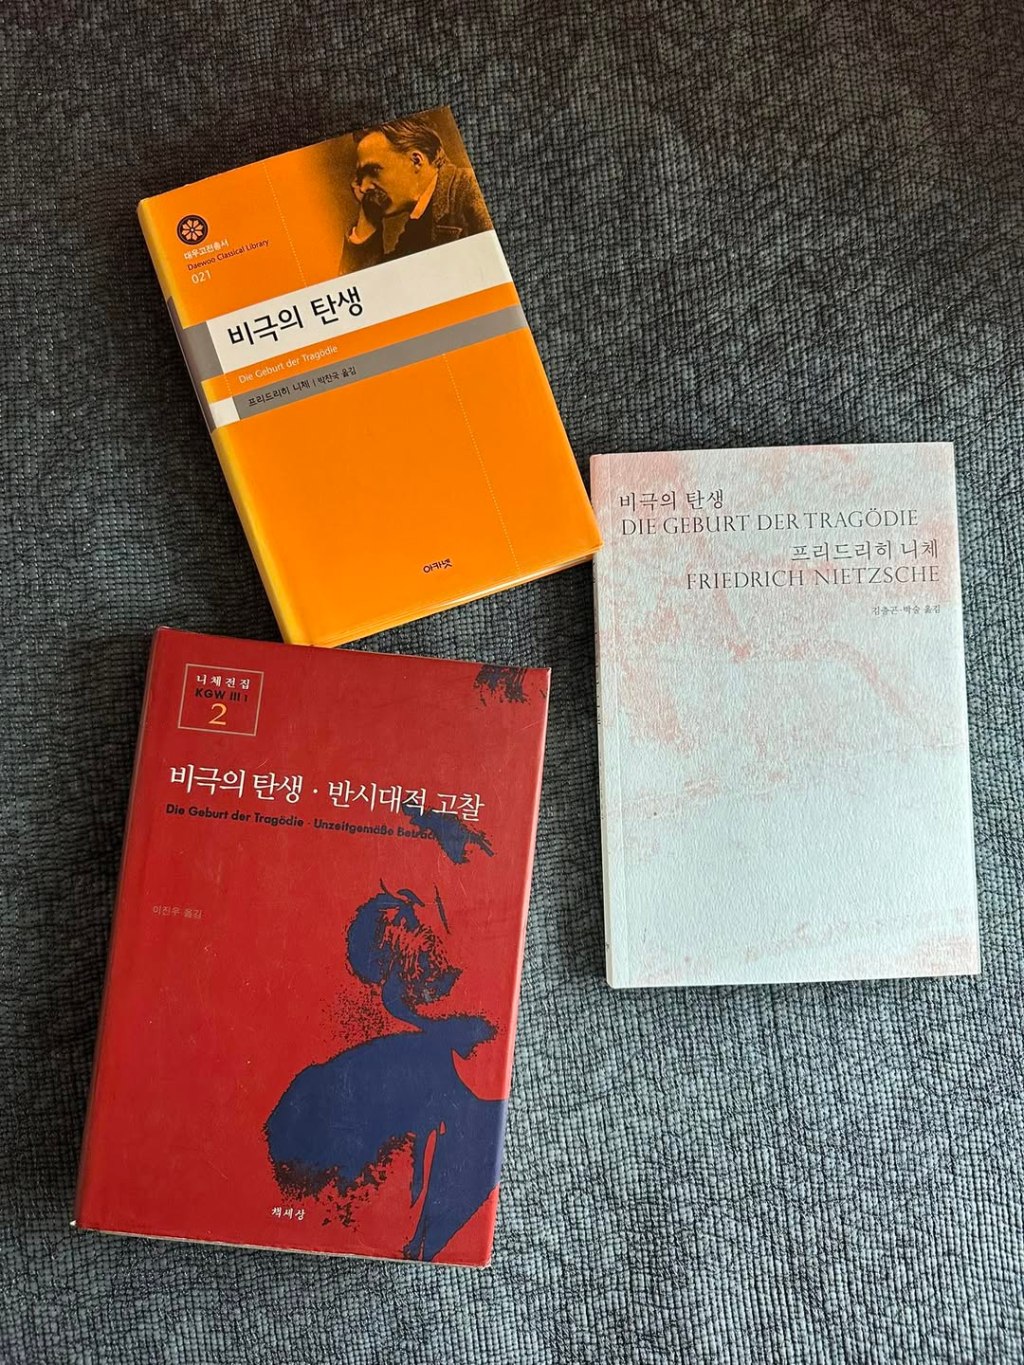 대우고전총서
Daewoo Classical Library
021
비극의 탄생
Die Geburt der Tragödie
프리드리히 니체 | 박찬국 옮김
아카넷
비극의 탄생
DIE GEBURT DER TRAGÖDIE
프리드리히 니체
FRIEDRICH NIETZSCHE
김출곤·박술 옮김
니체전집
KGW III 1
2
비극의 탄생·반시대적 고찰
Die Geburt der Tragödie · Unzeitgemäße
이진우 옮김
책세상